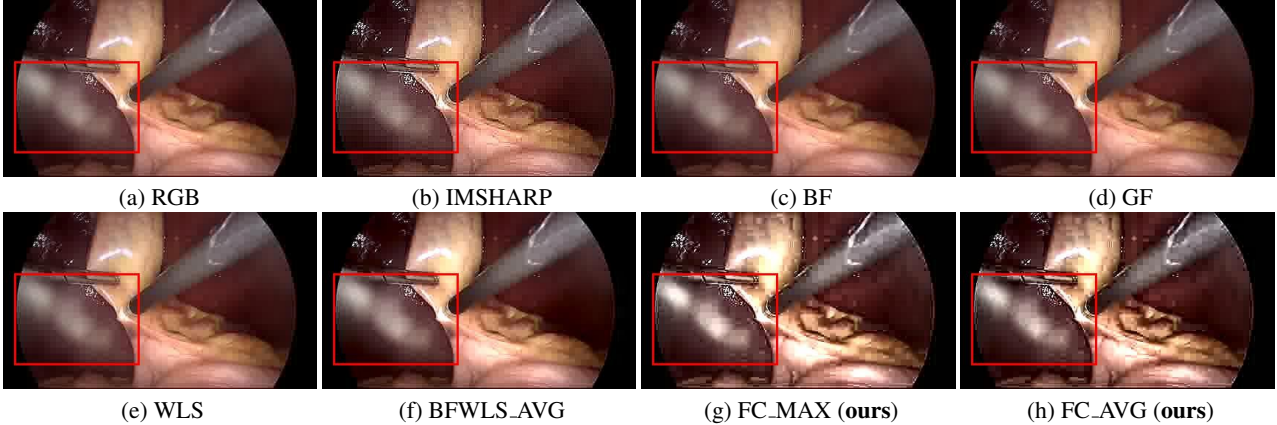 (a) RGB (b) IMSHARP (c) BF (d) GF
(e) WLS (f) BFWLS_AVG (g) FC_MAX (ours) (h) FC_AVG (ours)